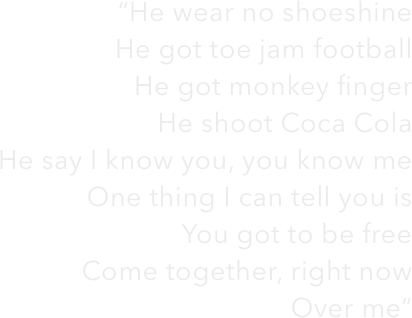 “He wear no shoeshine
He got toe jam football
He got monkey finger
He shoot Coca Cola
He say I know you, you know me
One thing I can tell you is
You got to be free
Come together, right now
Over me”